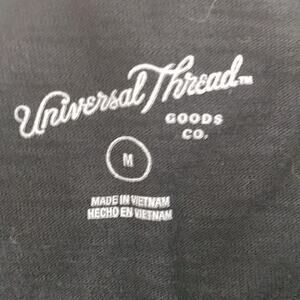 Universal Thread™
GOODS
CO.
M
MADE IN VIETNAM
HECHO EN VIETNAM